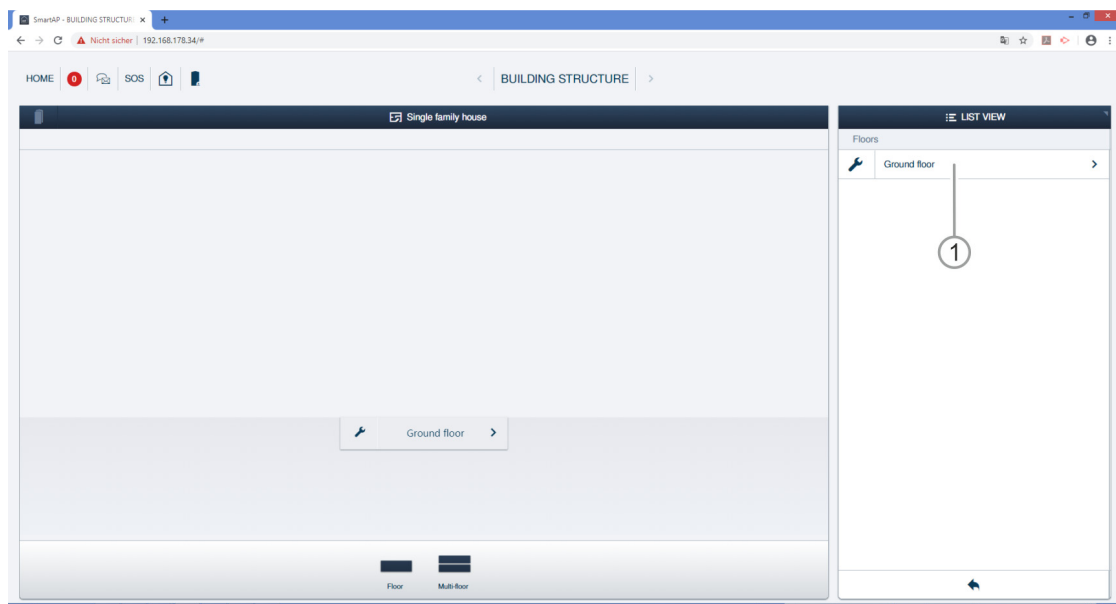 SmartAP - BUILDING STRUCTUR
Nicht sicher | 192.168.178.34/#
HOME 0 SOS BUILDING STRUCTURE
Single family house
LIST VIEW
Floors
Ground floor
1
Ground floor
Floor Multi-floor